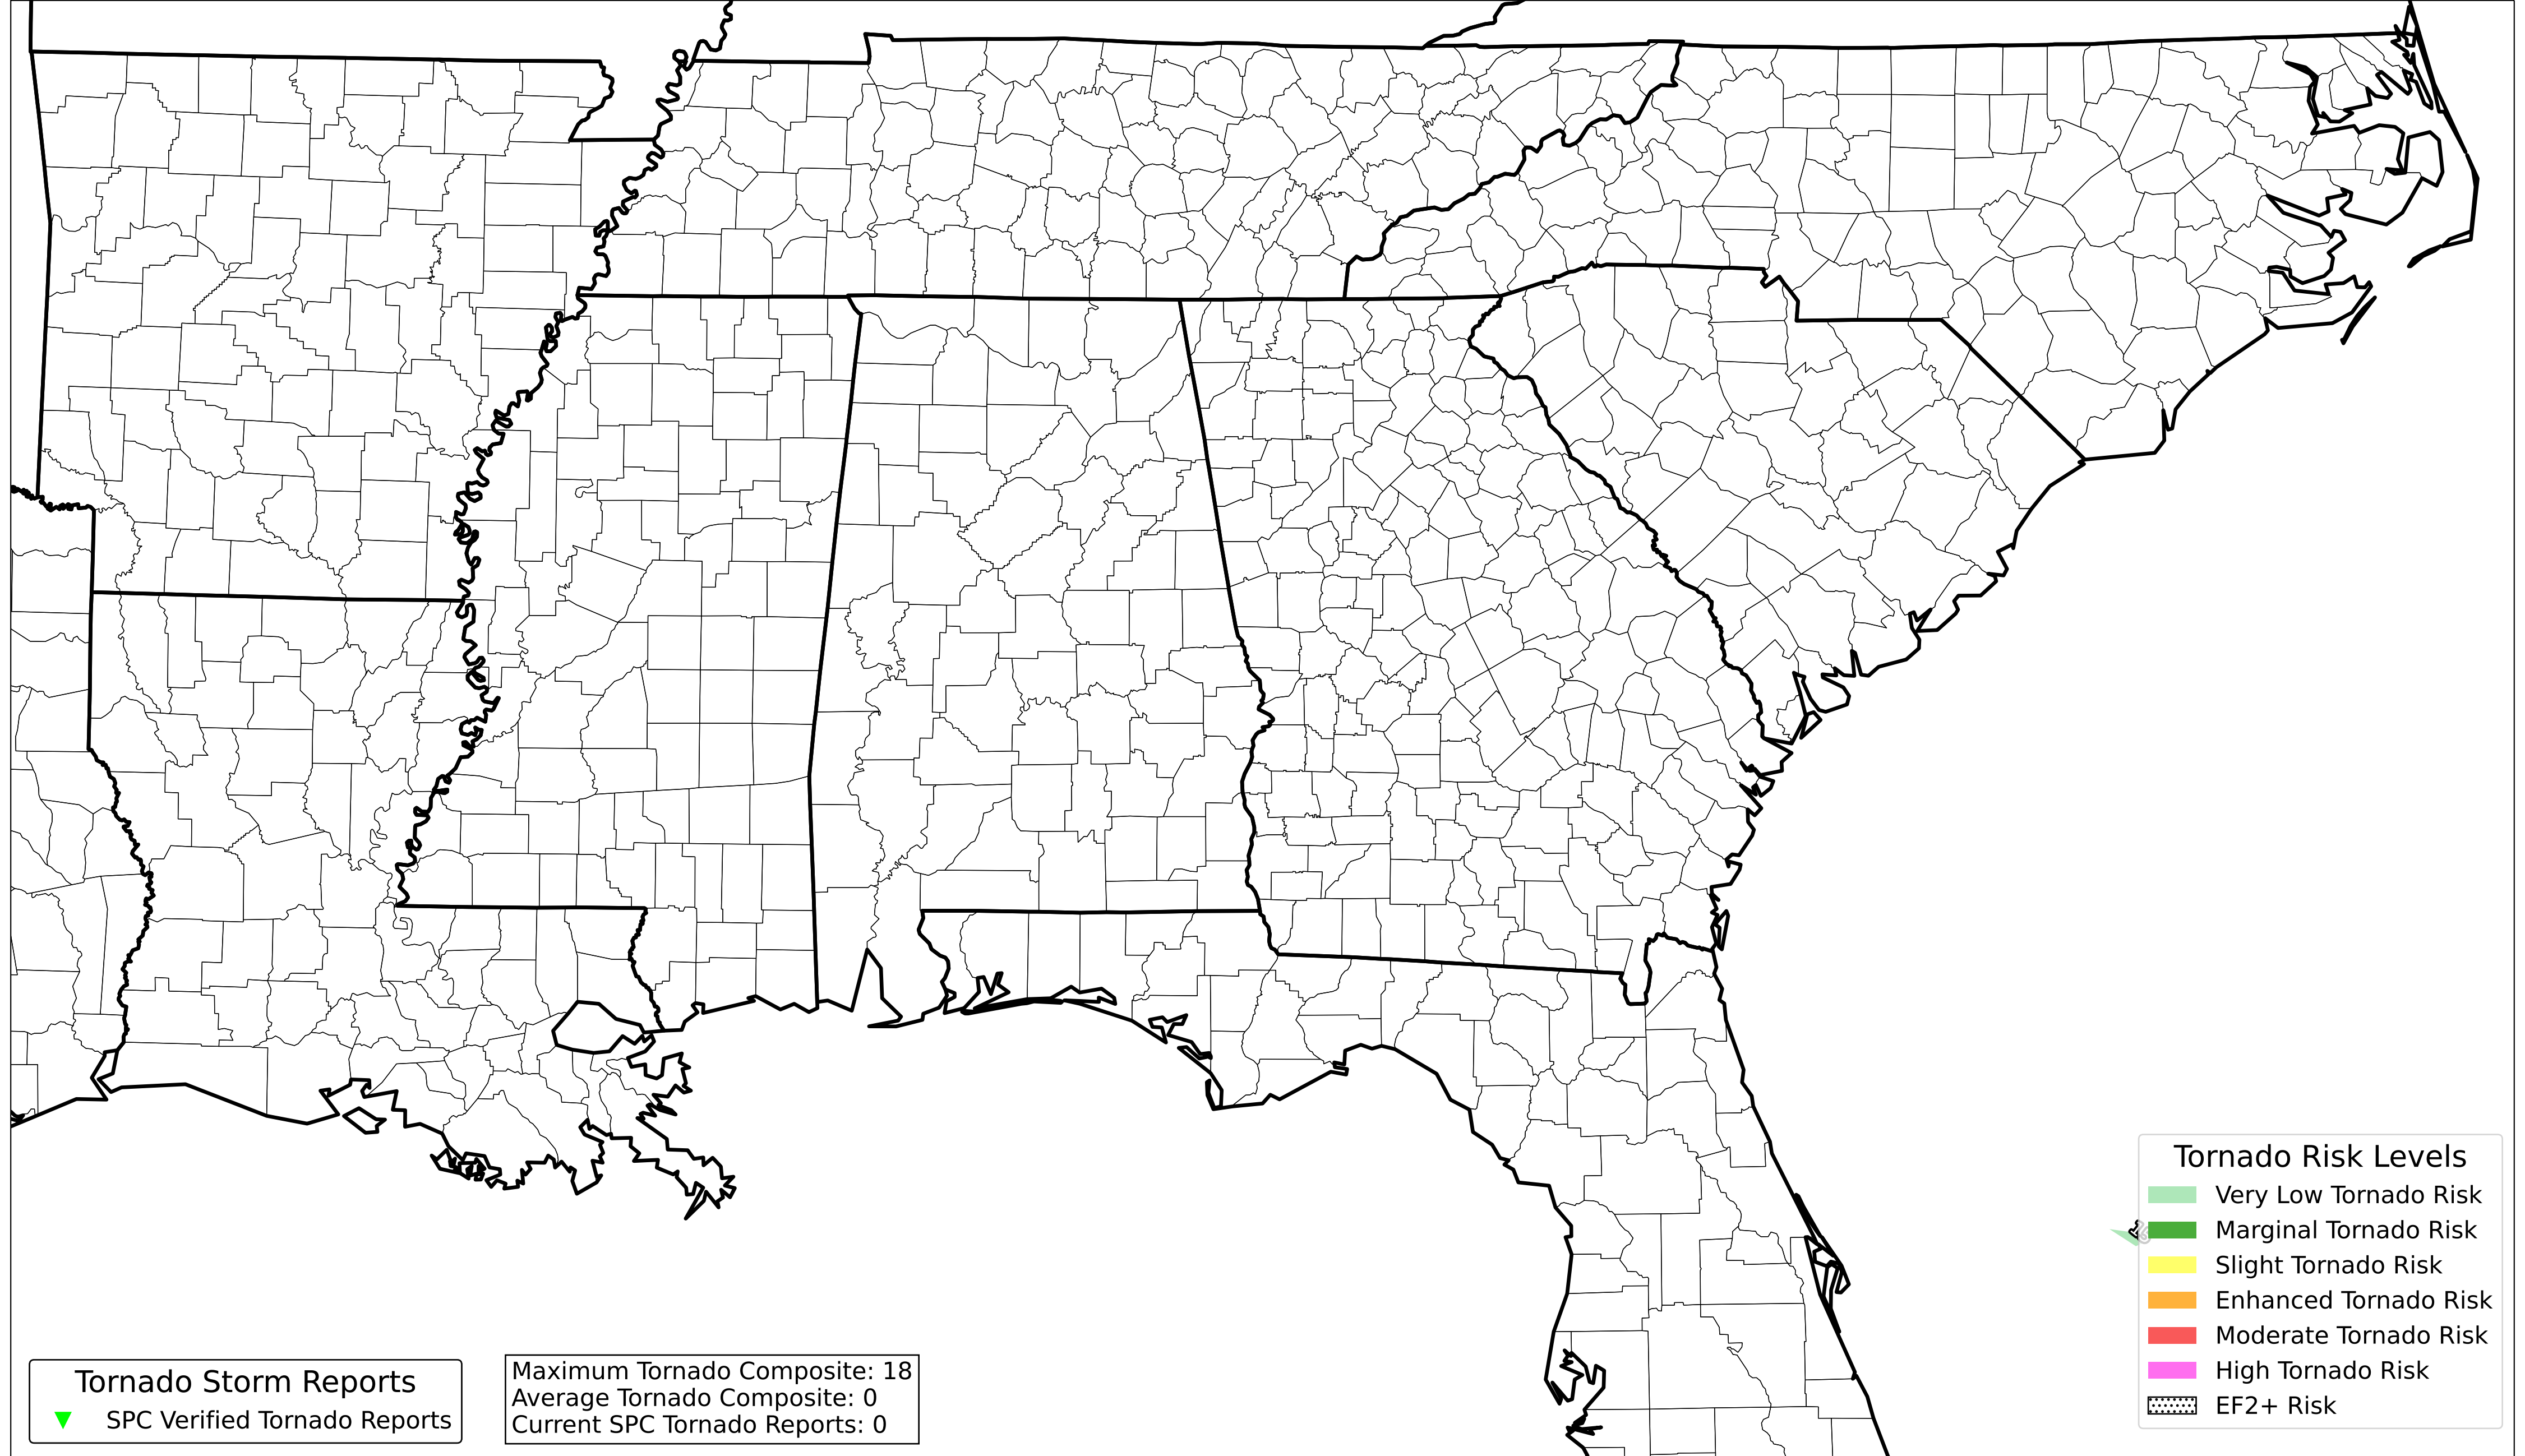 Tornado Risk Levels
Very Low Tornado Risk
Marginal Tornado Risk
Slight Tornado Risk
Enhanced Tornado Risk
Moderate Tornado Risk
High Tornado Risk
EF2+ Risk
Tornado Storm Reports
SPC Verified Tornado Reports
Maximum Tornado Composite: 18
Average Tornado Composite: 0
Current SPC Tornado Reports: 0